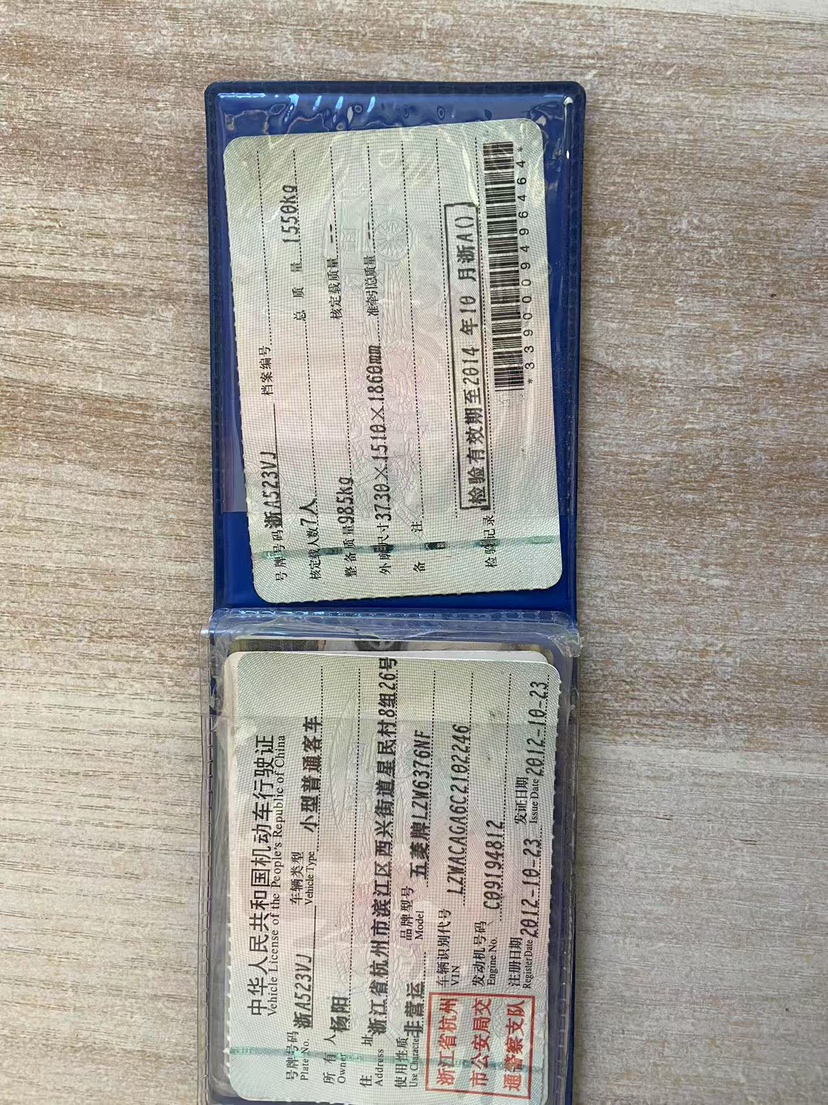 中华人民共和国机动车行驶证
Vehicle License of the People's Republic of China
号牌号码 浙A523VJ 车辆类型 小型普通客车
Plate No. Vehicle Type
所有人 杨阳
Owner
住址 浙江省杭州市滨江区西兴街道星民村8组26号
Address
使用性质 非营运 品牌型号 五菱牌LZW6376NF
Use Character Model
浙江省杭州
市公安局交
通警察支队
车辆识别代号 LZWACAGA6C2102246
VIN
发动机号码 C09194812
Engine No.
注册日期 2012-10-23 发证日期 2012-10-23
Register Date Issue Date
号牌号码 浙A523VJ 档案编号
核定载人数 7人 总质量 1550kg
整备质量 985kg 核定载质量 --
外廓尺寸 3730×1510×1860mm 准牵引总质量 --
备注
检验记录 检验有效期至2014年10月浙A()
*3390009496464*